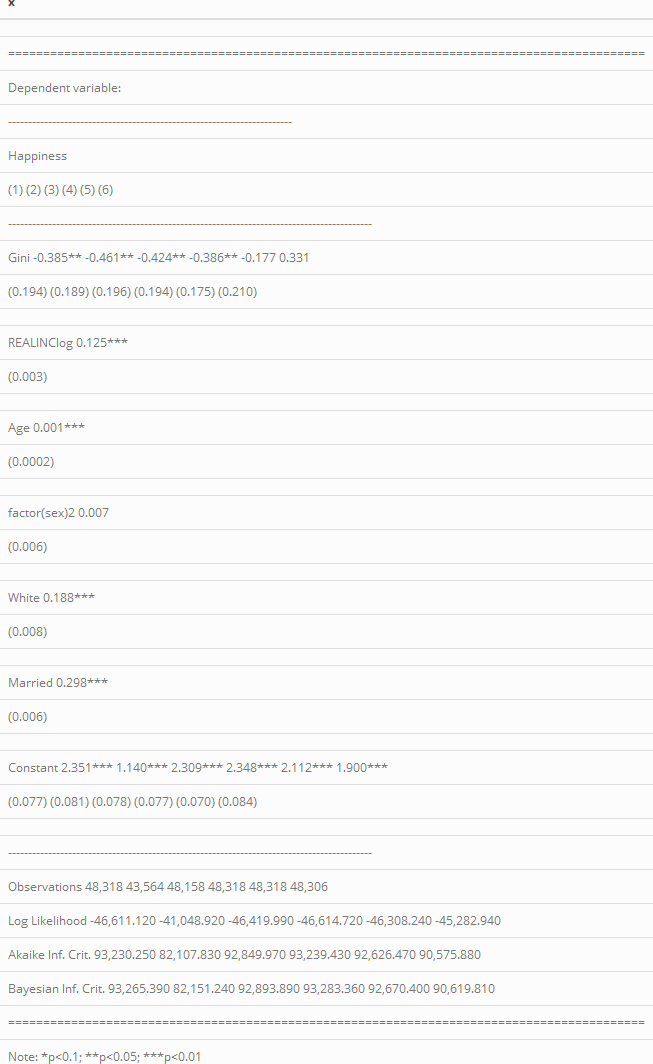 x
==========================================================================================
Dependent variable:
-----------------------------------------------------------------------
Happiness
(1) (2) (3) (4) (5) (6)
-------------------------------------------------------------------------------------------
Gini -0.385** -0.461** -0.424** -0.386** -0.177 0.331
(0.194) (0.189) (0.196) (0.194) (0.175) (0.210)
REALINClog 0.125***
(0.003)
Age 0.001***
(0.0002)
factor(sex)2 0.007
(0.006)
White 0.188***
(0.008)
Married 0.298***
(0.006)
Constant 2.351*** 1.140*** 2.309*** 2.348*** 2.112*** 1.900***
(0.077) (0.081) (0.078) (0.077) (0.070) (0.084)
-------------------------------------------------------------------------------------------
Observations 48,318 43,564 48,158 48,318 48,318 48,306
Log Likelihood -46,611.120 -41,048.920 -46,419.990 -46,614.720 -46,308.240 -45,282.940
Akaike Inf. Crit. 93,230.250 82,107.830 92,849.970 93,239.430 92,626.470 90,575.880
Bayesian Inf. Crit. 93,265.390 82,151.240 92,893.890 93,283.360 92,670.400 90,619.810
==========================================================================================
Note: *p<0.1; **p<0.05; ***p<0.01